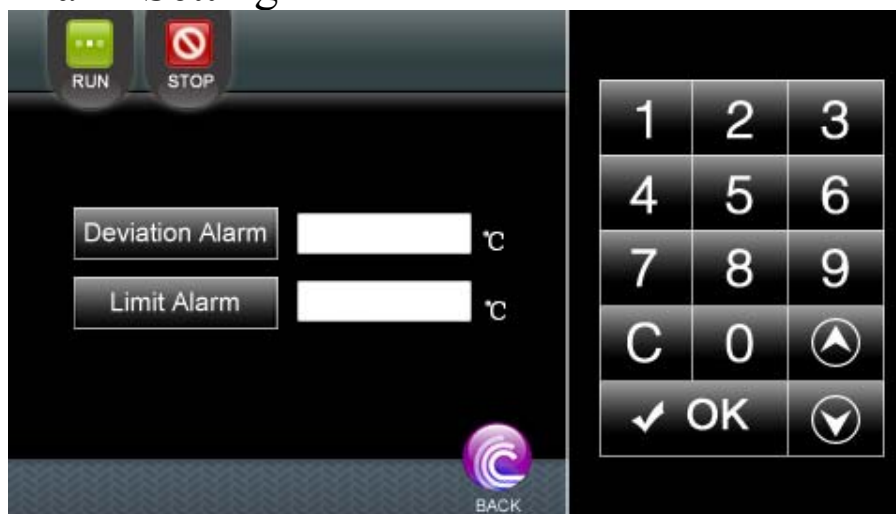 RUN
STOP
Deviation Alarm
℃
Limit Alarm
℃
BACK
1 2 3
4 5 6
7 8 9
C 0
OK